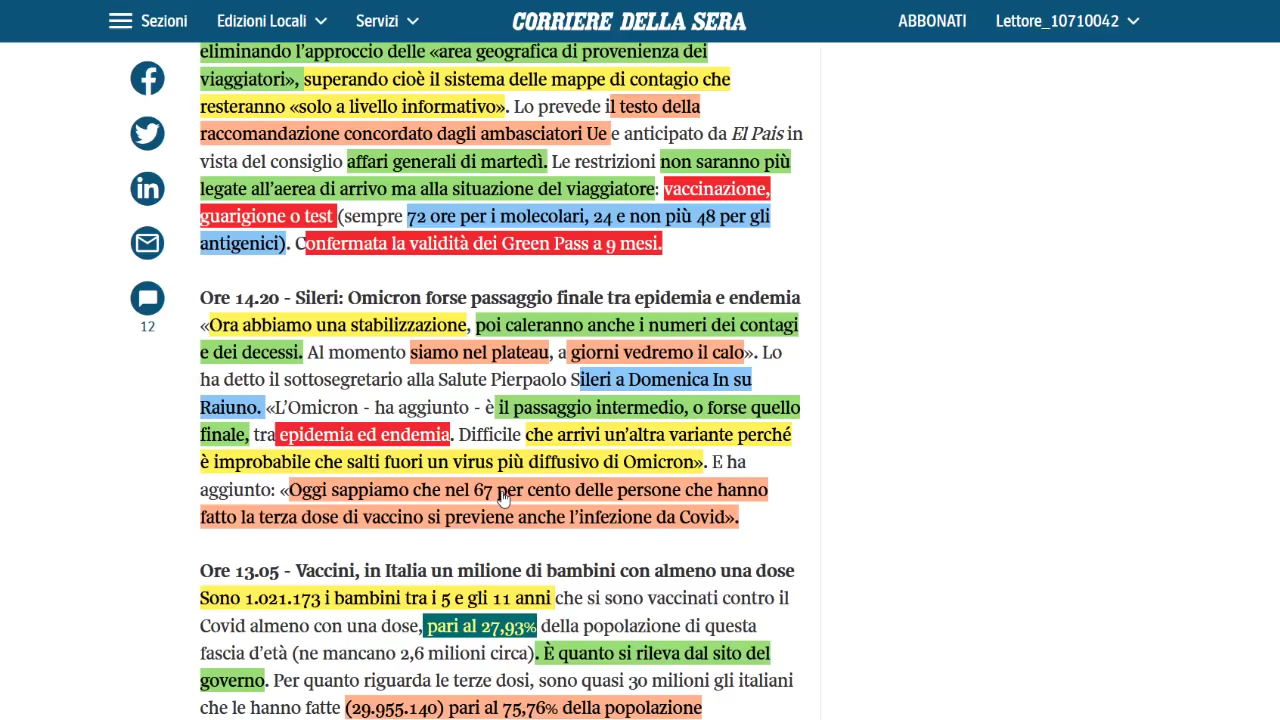 Sezioni Edizioni Locali Servizi CORRIERE DELLA SERA ABBONATI Lettore_10710042
eliminando l'approccio delle «area geografica di provenienza dei
viaggiatori», superando cioè il sistema delle mappe di contagio che
resteranno «solo a livello informativo». Lo prevede il testo della
raccomandazione concordato dagli ambasciatori Ue e anticipato da El Pais in
vista del consiglio affari generali di martedì. Le restrizioni non saranno più
legate all'aerea di arrivo ma alla situazione del viaggiatore: vaccinazione,
guarigione o test (sempre 72 ore per i molecolari, 24 e non più 48 per gli
antigenici). Confermata la validità dei Green Pass a 9 mesi.
12
Ore 14.20 - Sileri: Omicron forse passaggio finale tra epidemia e endemia
«Ora abbiamo una stabilizzazione, poi caleranno anche i numeri dei contagi
e dei decessi. Al momento siamo nel plateau, a giorni vedremo il calo». Lo
ha detto il sottosegretario alla Salute Pierpaolo Sileri a Domenica In su
Raiuno. «L'Omicron - ha aggiunto - è il passaggio intermedio, o forse quello
finale, tra epidemia ed endemia. Difficile che arrivi un'altra variante perché
è improbabile che salti fuori un virus più diffusivo di Omicron». E ha
aggiunto: «Oggi sappiamo che nel 67 per cento delle persone che hanno
fatto la terza dose di vaccino si previene anche l'infezione da Covid».
Ore 13.05 - Vaccini, in Italia un milione di bambini con almeno una dose
Sono 1.021.173 i bambini tra i 5 e gli 11 anni che si sono vaccinati contro il
Covid almeno con una dose, pari al 27,93% della popolazione di questa
fascia d'età (ne mancano 2,6 milioni circa). È quanto si rileva dal sito del
governo. Per quanto riguarda le terze dosi, sono quasi 30 milioni gli italiani
che le hanno fatte (29.955.140) pari al 75,76% della popolazione